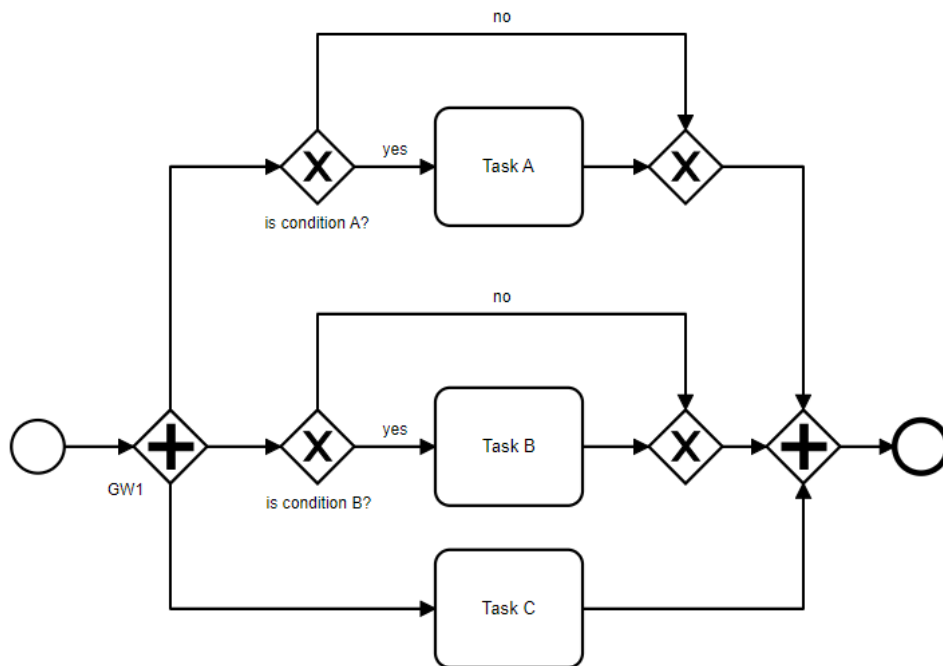 no
yes
Task A
is condition A?
no
yes
Task B
GW1
is condition B?
Task C